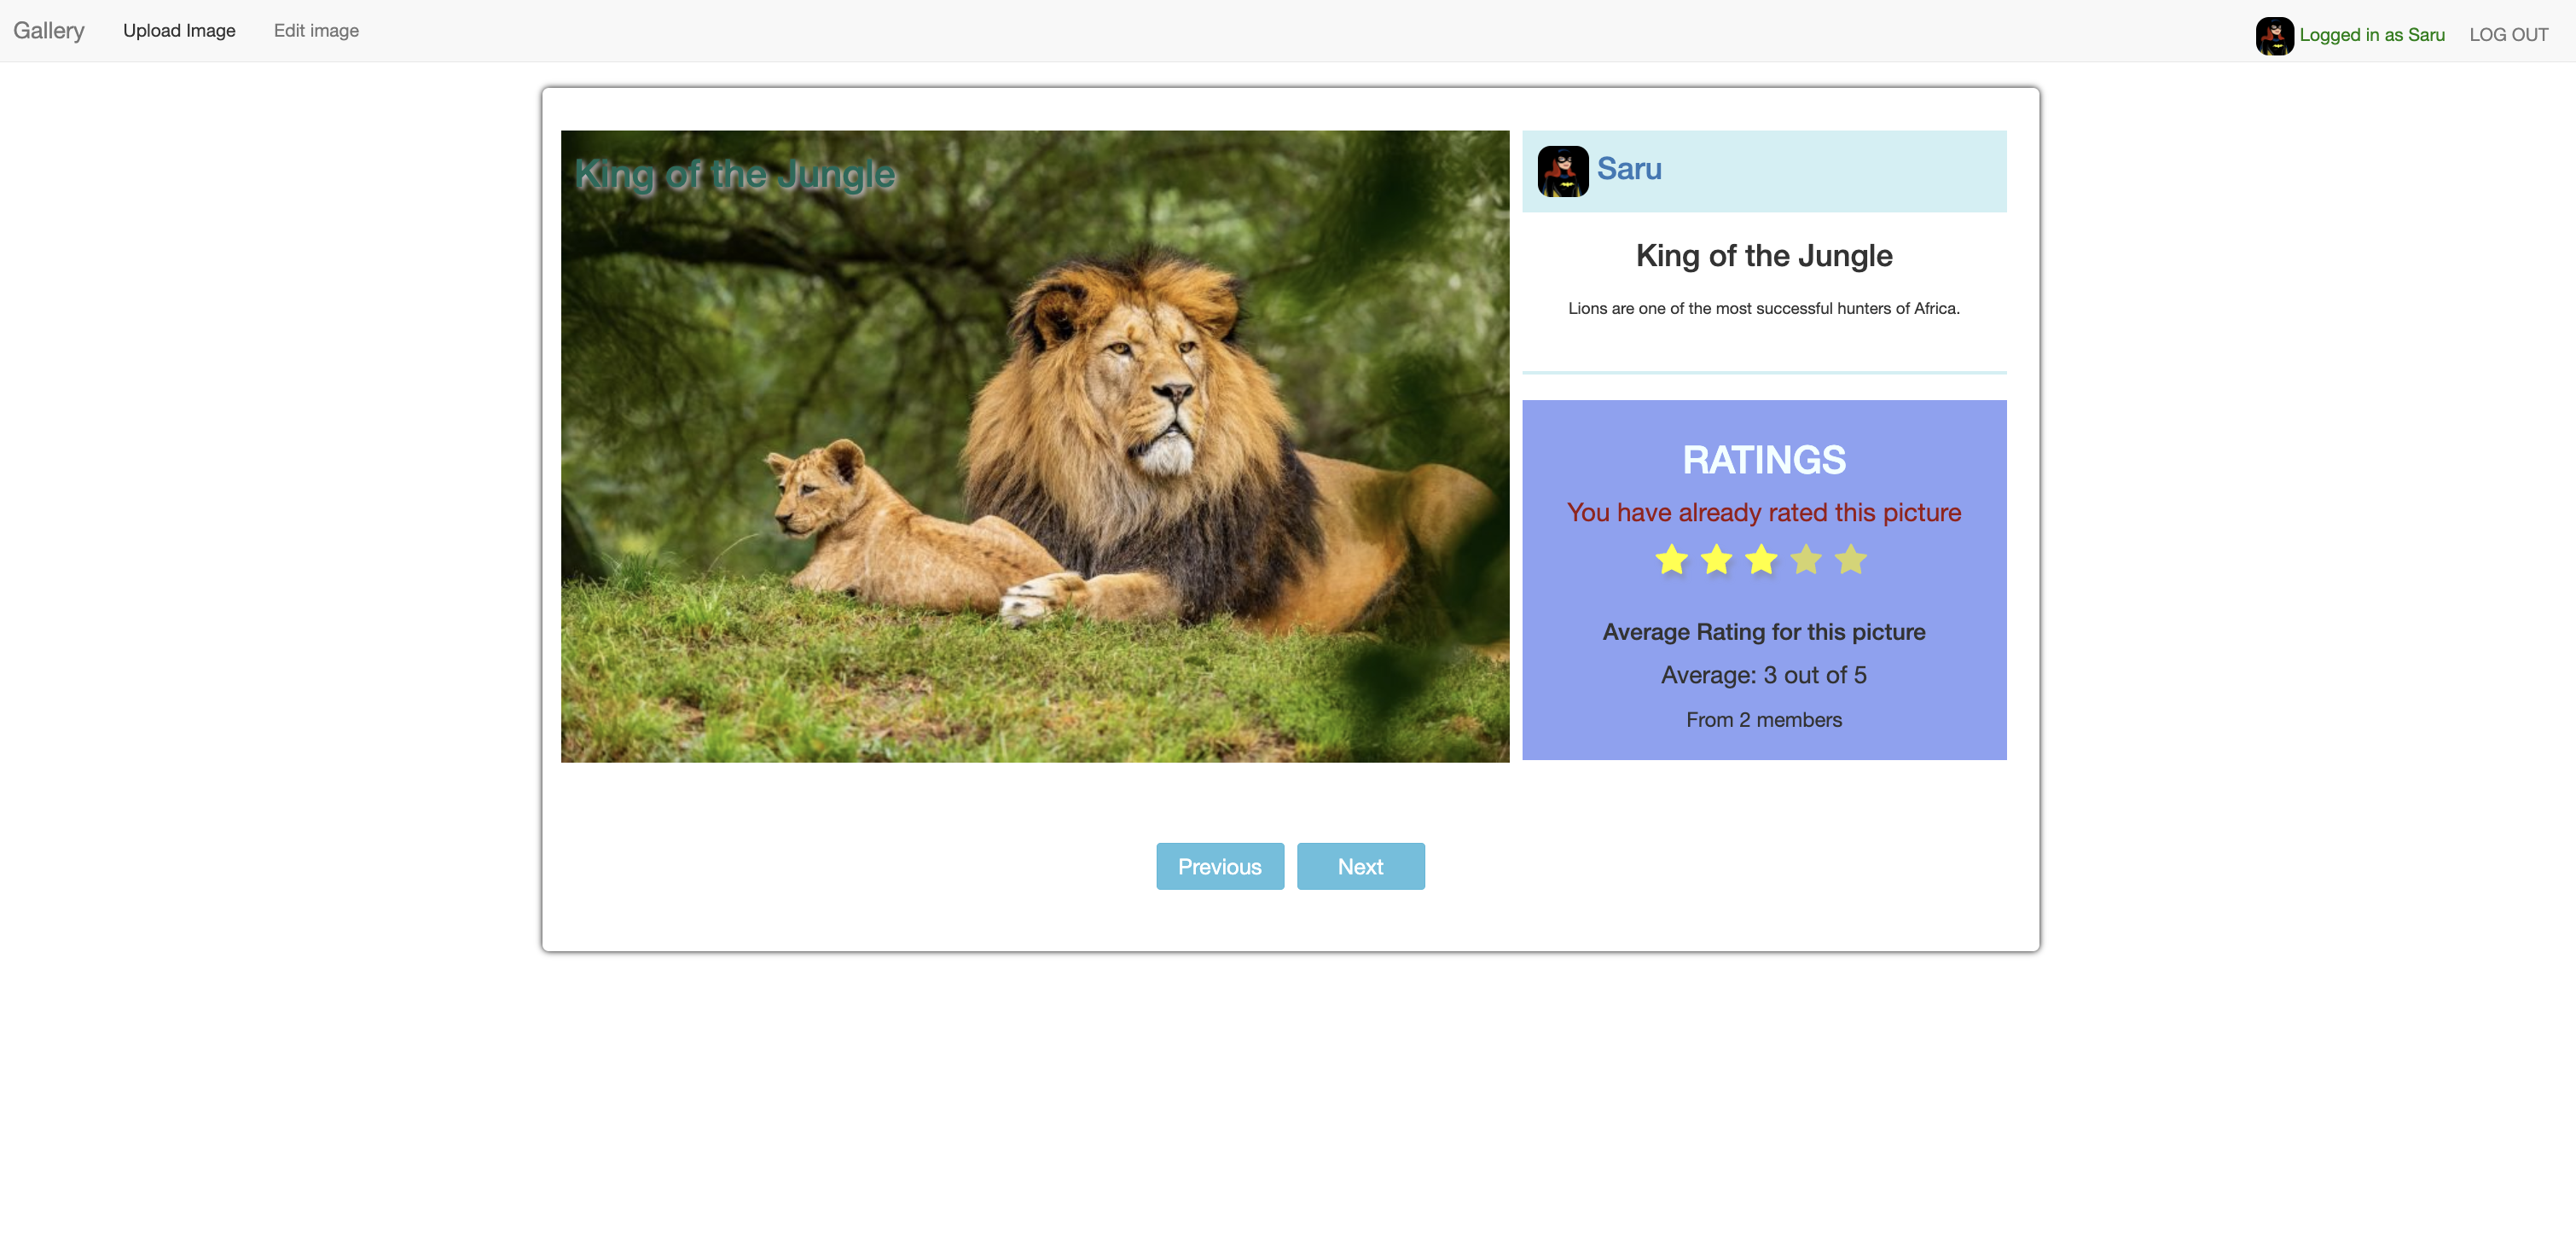 Gallery Upload Image Edit image Logged in as Saru LOG OUT
King of the Jungle
Saru
King of the Jungle
Lions are one of the most successful hunters of Africa.
RATINGS
You have already rated this picture
Average Rating for this picture
Average: 3 out of 5
From 2 members
Previous Next